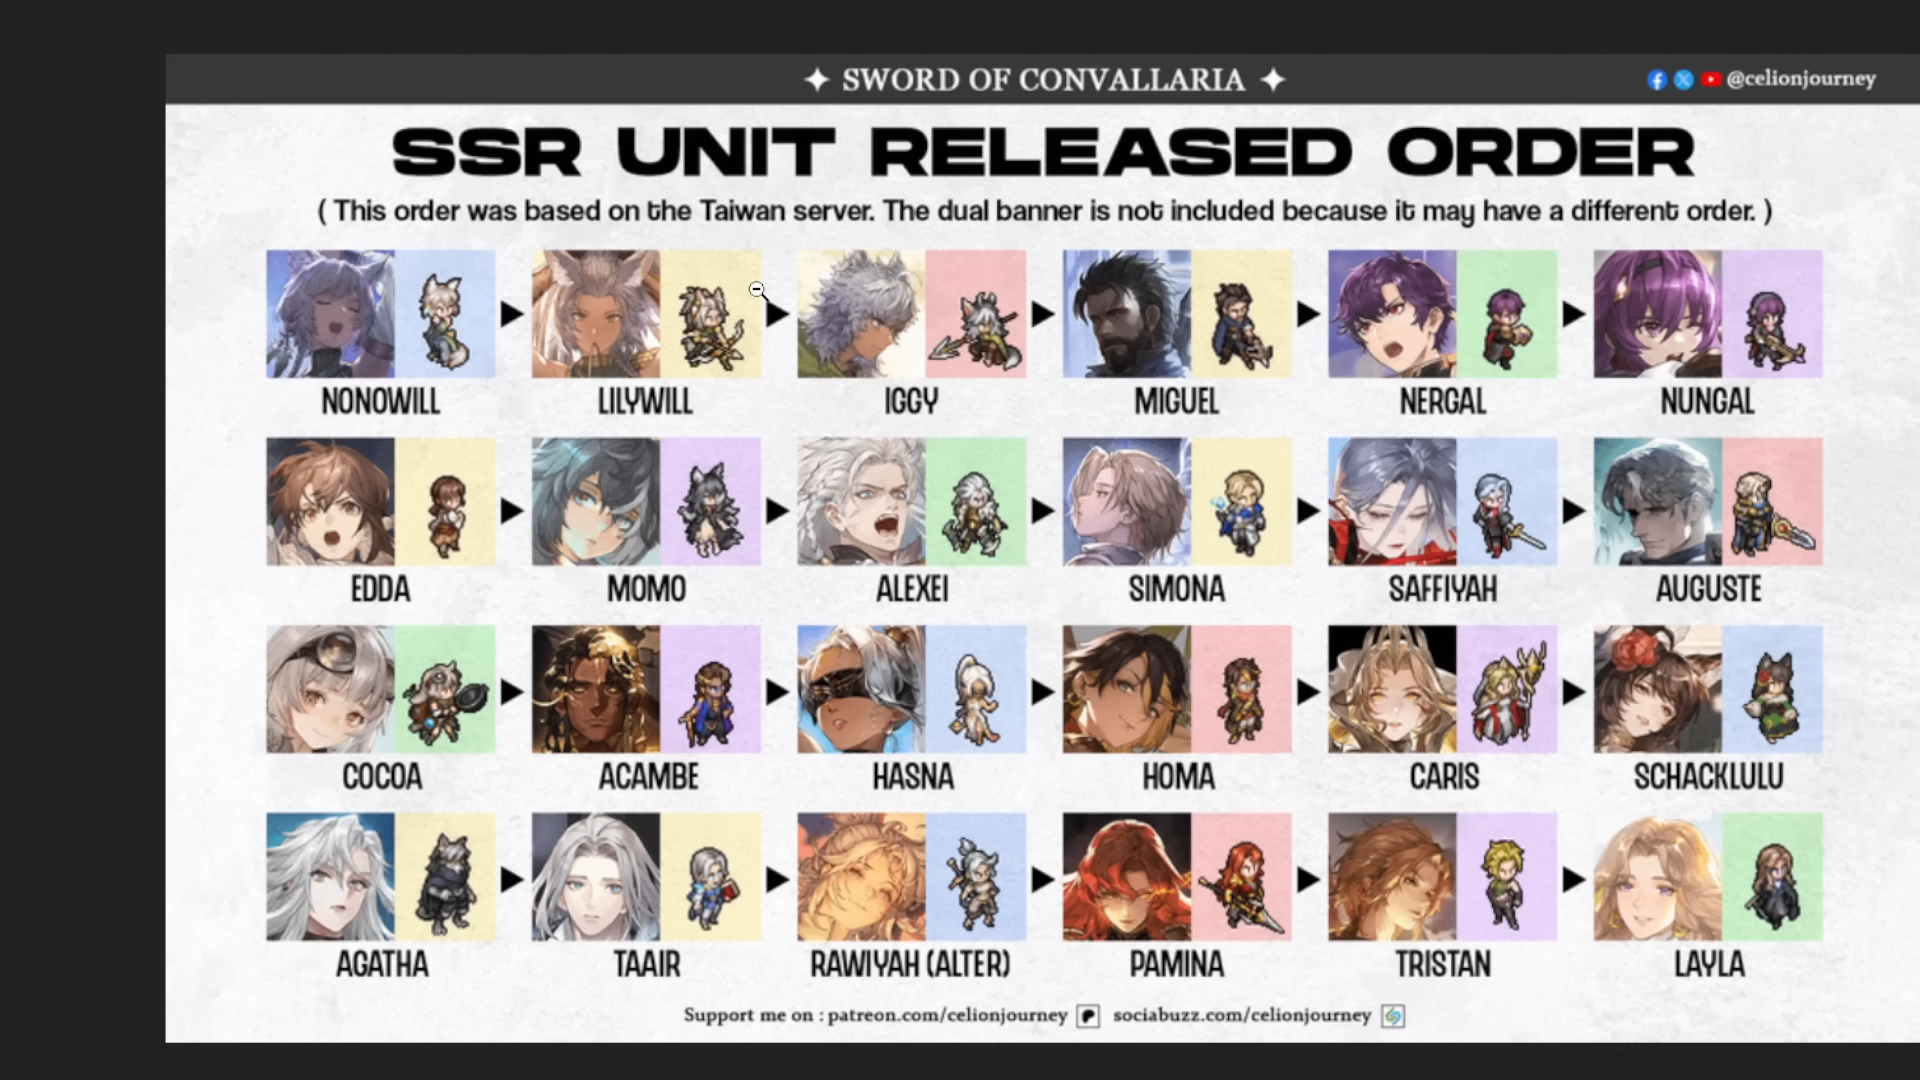 SWORD OF CONVALLARIA
@celionjourney
SSR UNIT RELEASED ORDER
( This order was based on the Taiwan server. The dual banner is not included because it may have a different order. )
NONOWILL LILYWILL IGGY MIGUEL NERGAL NUNGAL
EDDA MOMO ALEXEI SIMONA SAFFIYAH AUGUSTE
COCOA ACAMBE HASNA HOMA CARIS SCHACKLULU
AGATHA TAAIR RAWIYAH (ALTER) PAMINA TRISTAN LAYLA
Support me on : patreon.com/celionjourney sociabuzz.com/celionjourney